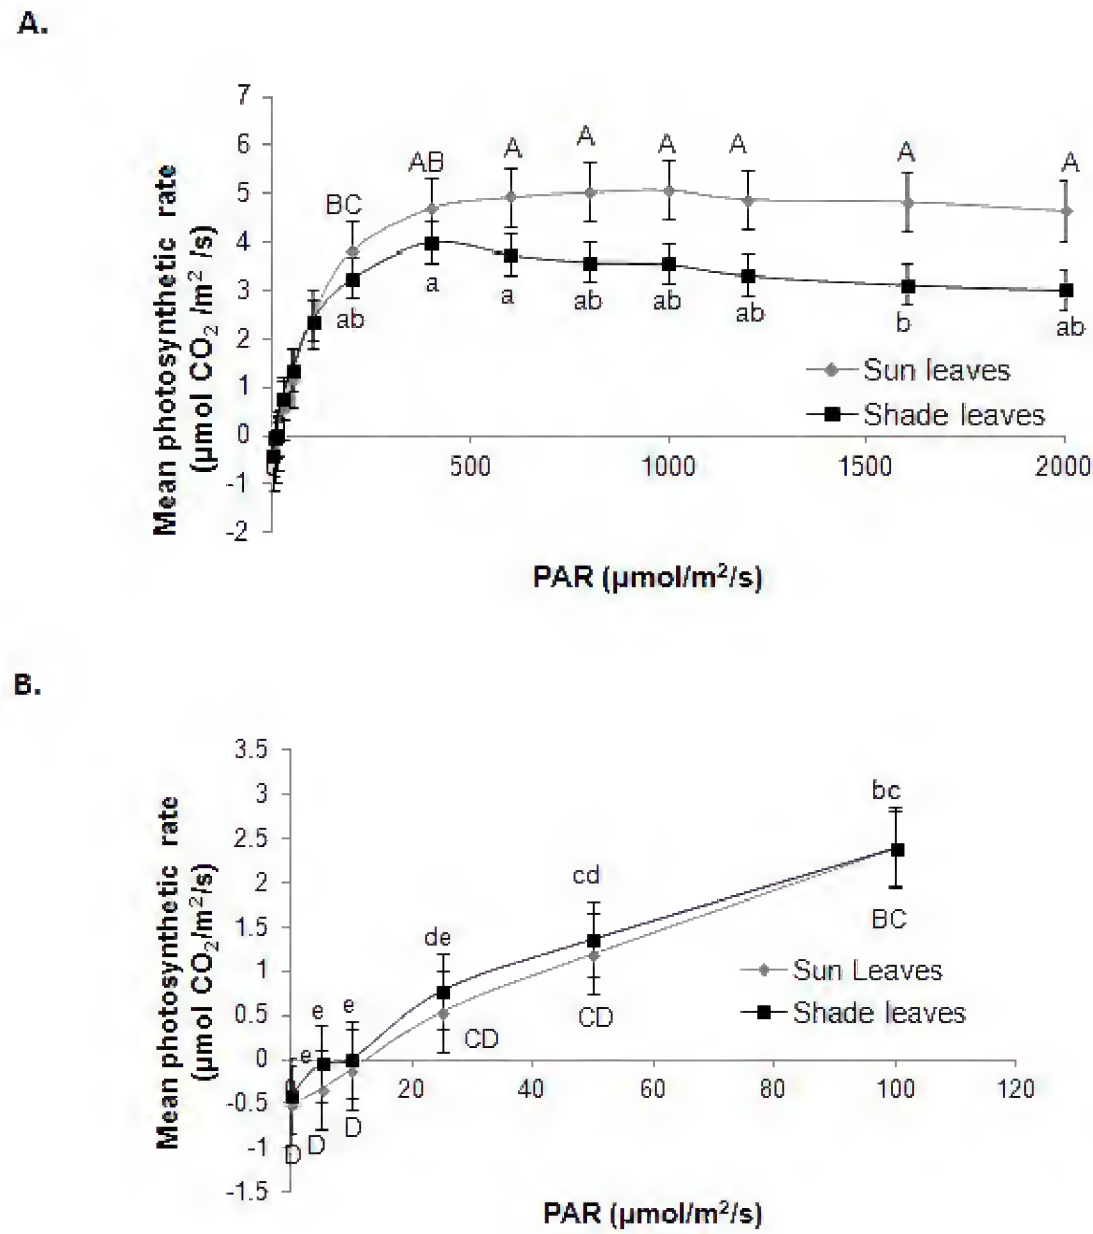 A.
7
6
5
4
3
2
1
0
-1
-2
A A A A A A
AB
BC
a a ab ab ab b ab
ab
Sun leaves
Shade leaves
500 1000 1500 2000
Mean photosynthetic rate
(µmol CO2 /m2 /s)
PAR (µmol/m2/s)
B.
3.5
3
2.5
2
1.5
1
0.5
0
-0.5
-1
-1.5
bc
cd
de
e e e
BC
CD
CD
D D D
Sun Leaves
Shade leaves
20 40 60 80 100 120
Mean photosynthetic rate
(µmol CO2/m2/s)
PAR (µmol/m2/s)